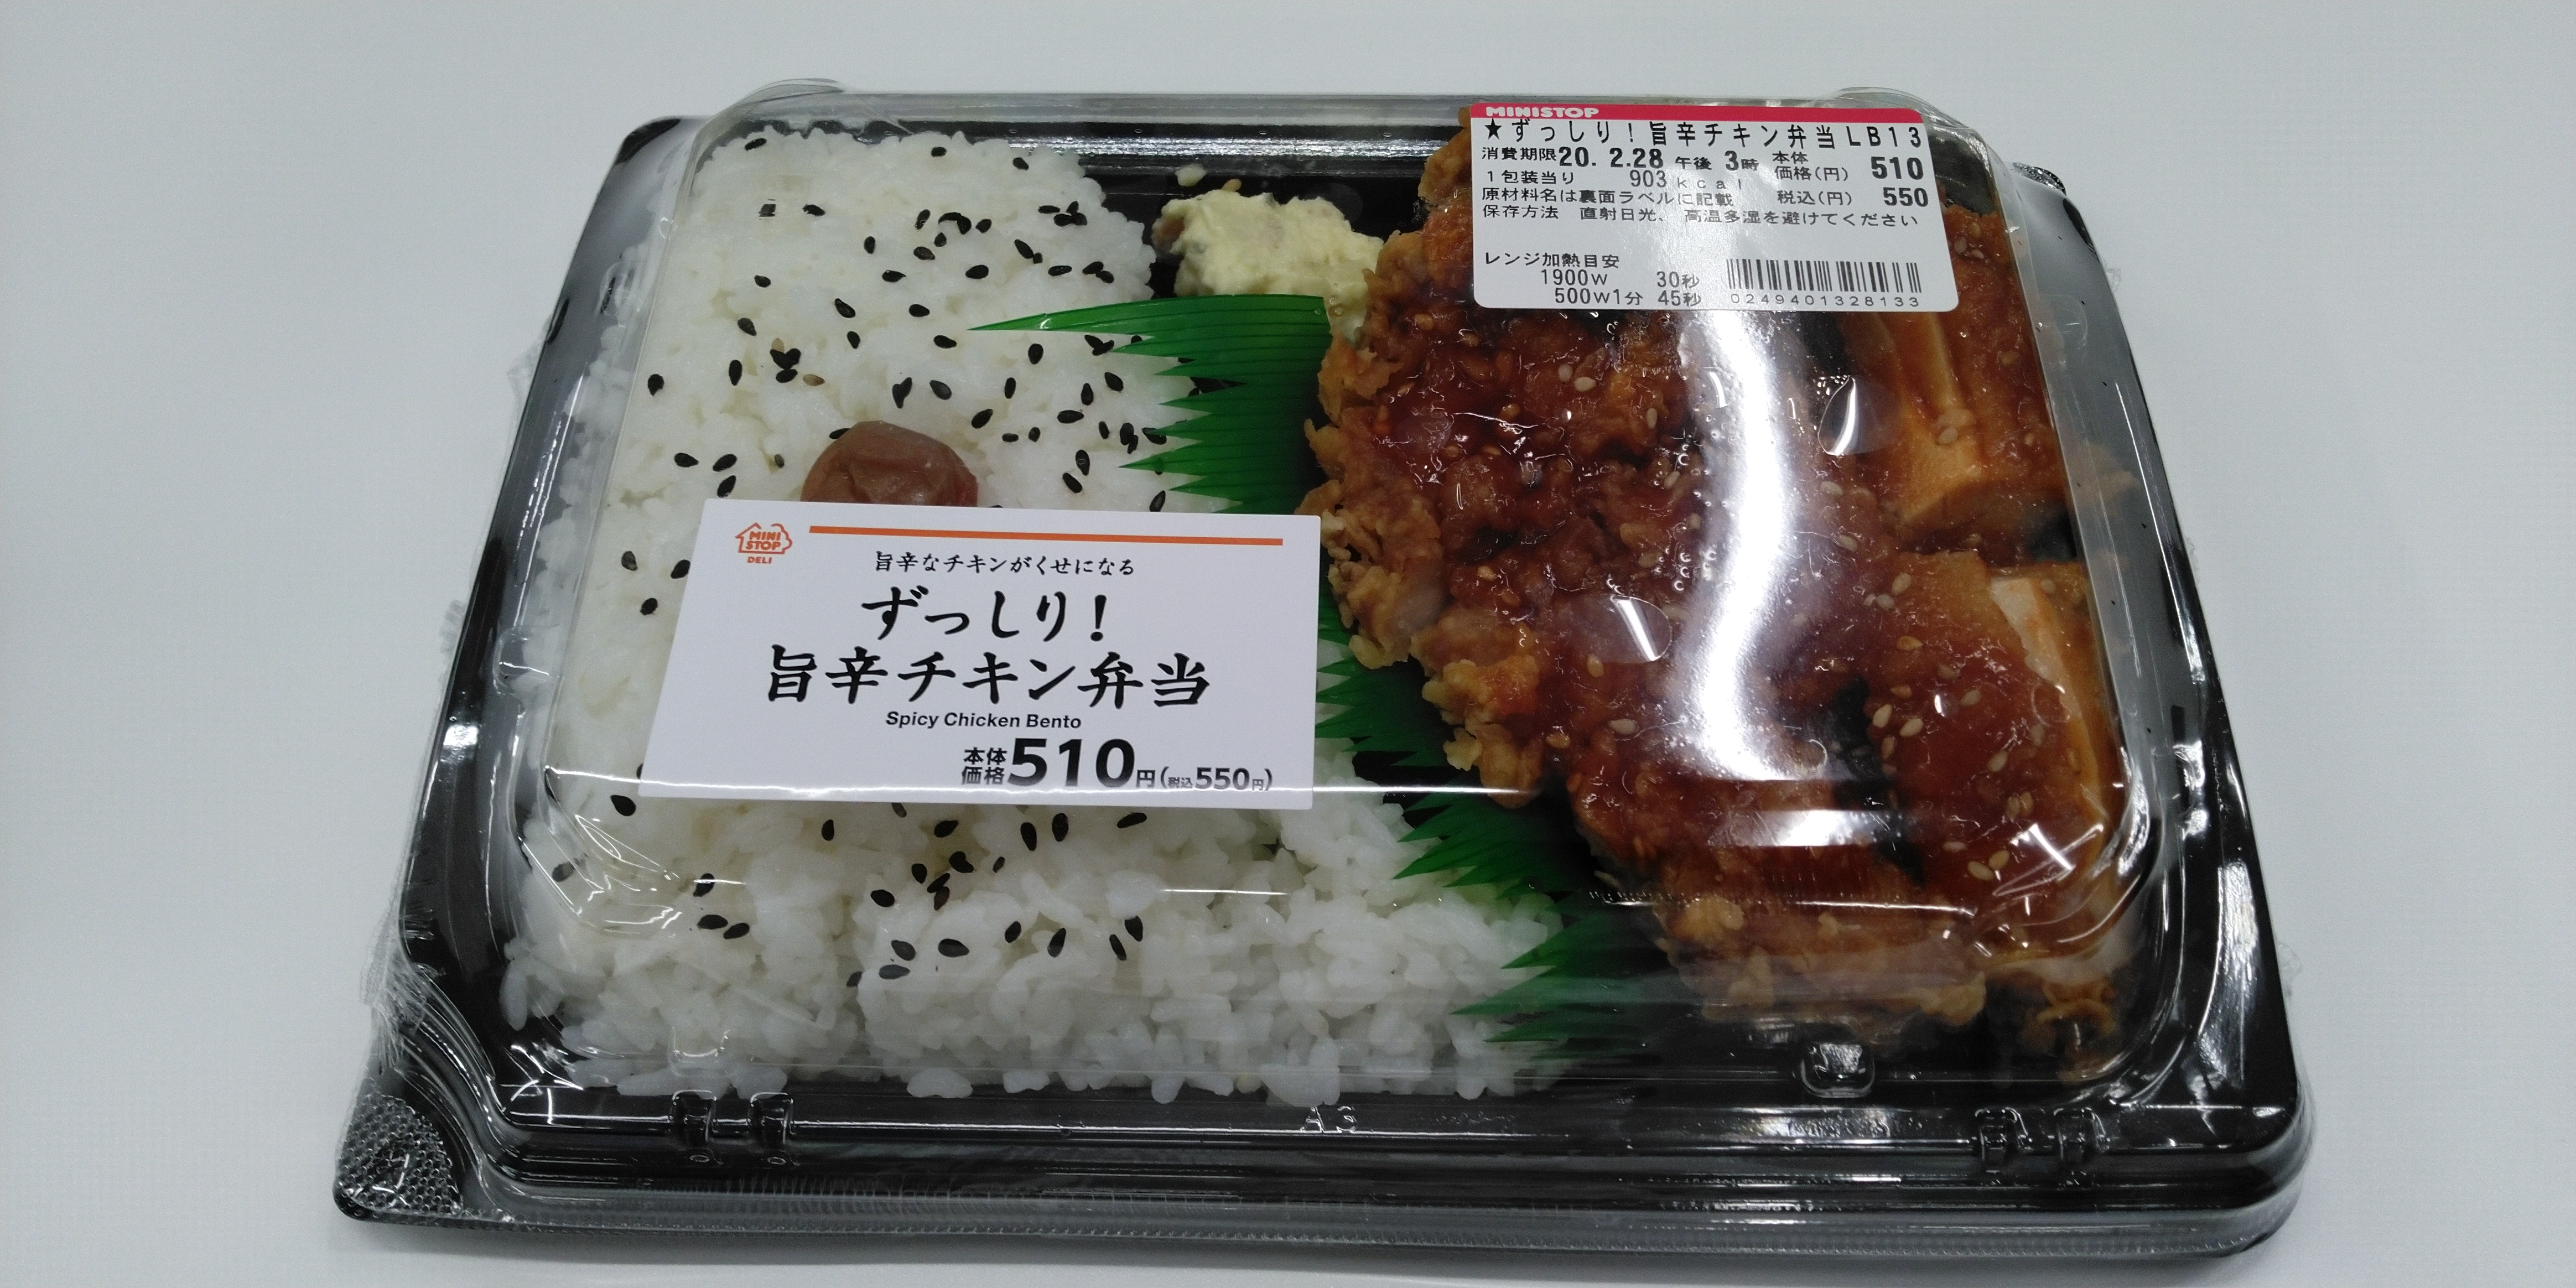 MINISTOP
★ずっしり！旨辛チキン弁当LB13
消費期限20. 2.28 午後 3時
本体価格(円) 510
1包装当り 903kcal
原材料名は裏面ラベルに記載 税込(円) 550
保存方法 直射日光、高温多湿を避けてください
レンジ加熱目安
1900W 30秒
500W1分 45秒
0249401328133
MINI
STOP
DELI
旨辛なチキンがくせになる
ずっしり！
旨辛チキン弁当
Spicy Chicken Bento
本体価格510円(税込550円)
A3